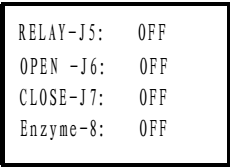 RELAY-J5: OFF
OPEN -J6: OFF
CLOSE-J7: OFF
Enzyme-8: OFF